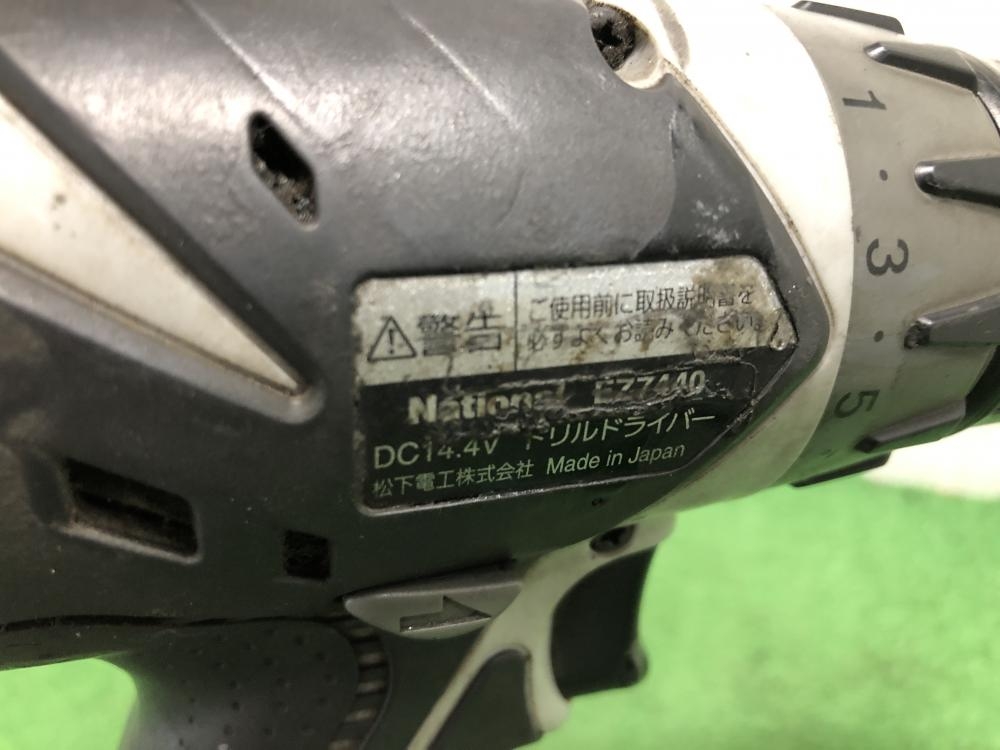 警告
ご使用前に取扱説明書を
必ずよくお読みください。
National EZ7440
DC14.4V ドリルドライバー
松下電工株式会社 Made in Japan
1
3
5